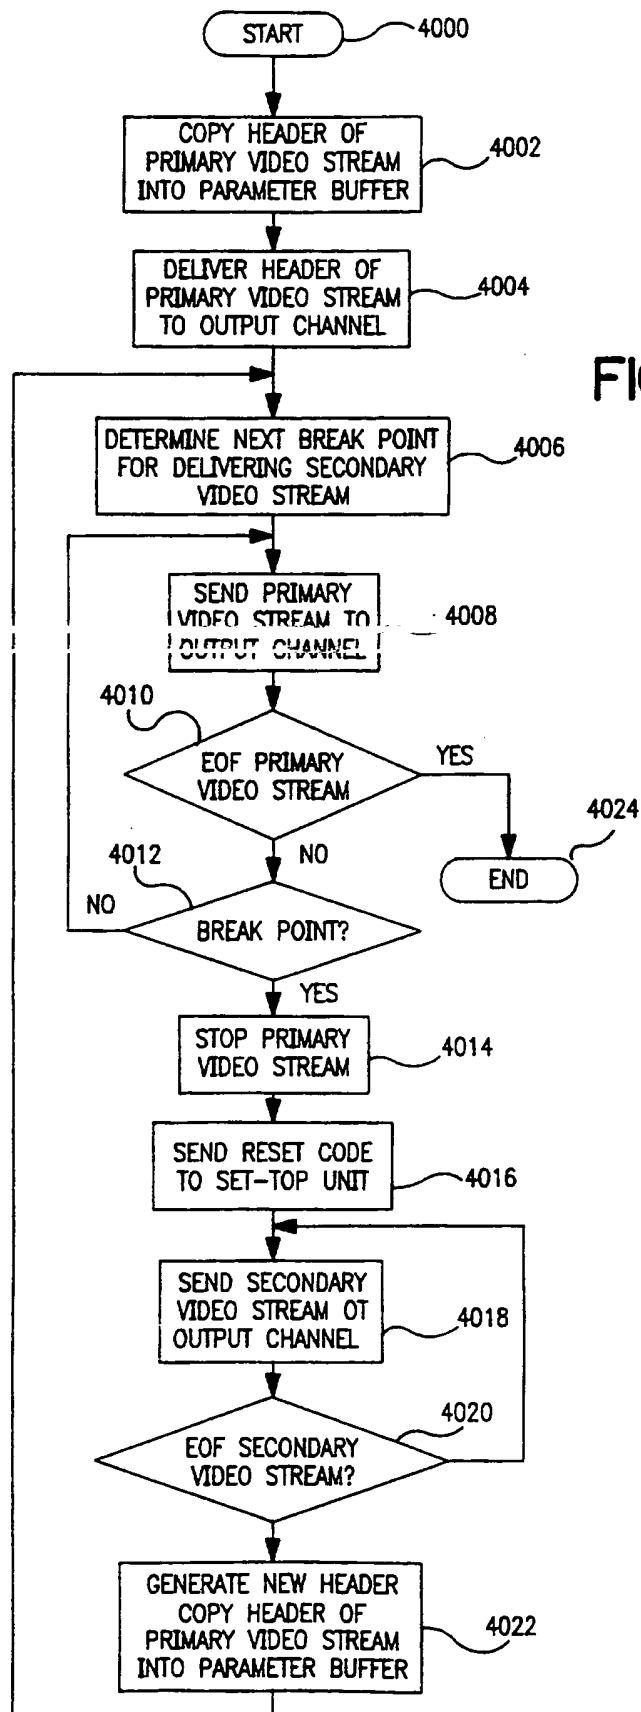 START
4000
COPY HEADER OF
PRIMARY VIDEO STREAM
INTO PARAMETER BUFFER
4002
DELIVER HEADER OF
PRIMARY VIDEO STREAM
TO OUTPUT CHANNEL
4004
DETERMINE NEXT BREAK POINT
FOR DELIVERING SECONDARY
VIDEO STREAM
4006
SEND PRIMARY
VIDEO STREAM TO
OUTPUT CHANNEL
4008
4010
EOF PRIMARY
VIDEO STREAM
YES
NO
4024
END
4012
BREAK POINT?
NO
YES
STOP PRIMARY
VIDEO STREAM
4014
SEND RESET CODE
TO SET-TOP UNIT
4016
SEND SECONDARY
VIDEO STREAM OT
OUTPUT CHANNEL
4018
EOF SECONDARY
VIDEO STREAM?
4020
GENERATE NEW HEADER
COPY HEADER OF
PRIMARY VIDEO STREAM
INTO PARAMETER BUFFER
4022